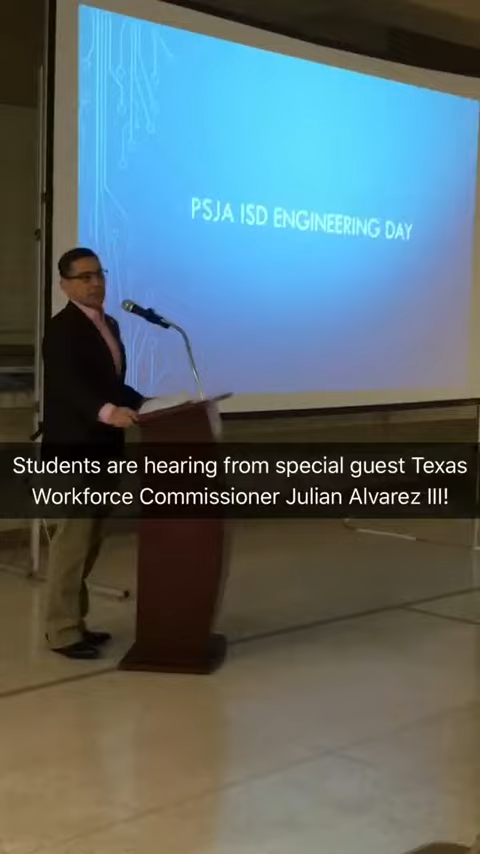 PSJA ISD ENGINEERING DAY
Students are hearing from special guest Texas
Workforce Commissioner Julian Alvarez III!